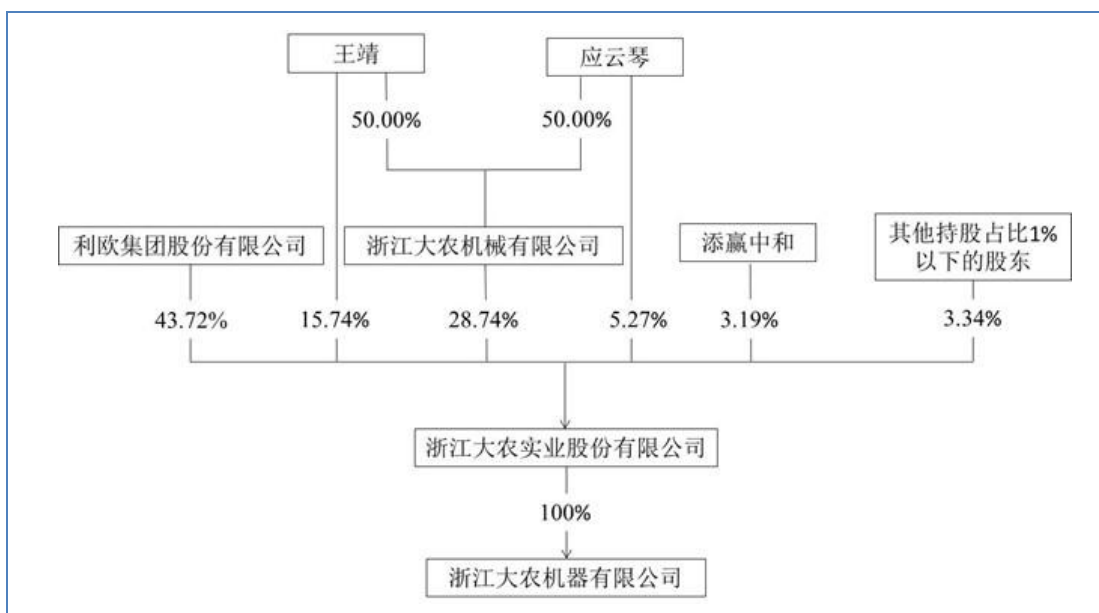 王靖
应云琴
50.00%
50.00%
利欧集团股份有限公司
浙江大农机械有限公司
添赢中和
其他持股占比1%
以下的股东
43.72%
15.74%
28.74%
5.27%
3.19%
3.34%
浙江大农实业股份有限公司
100%
浙江大农机器有限公司